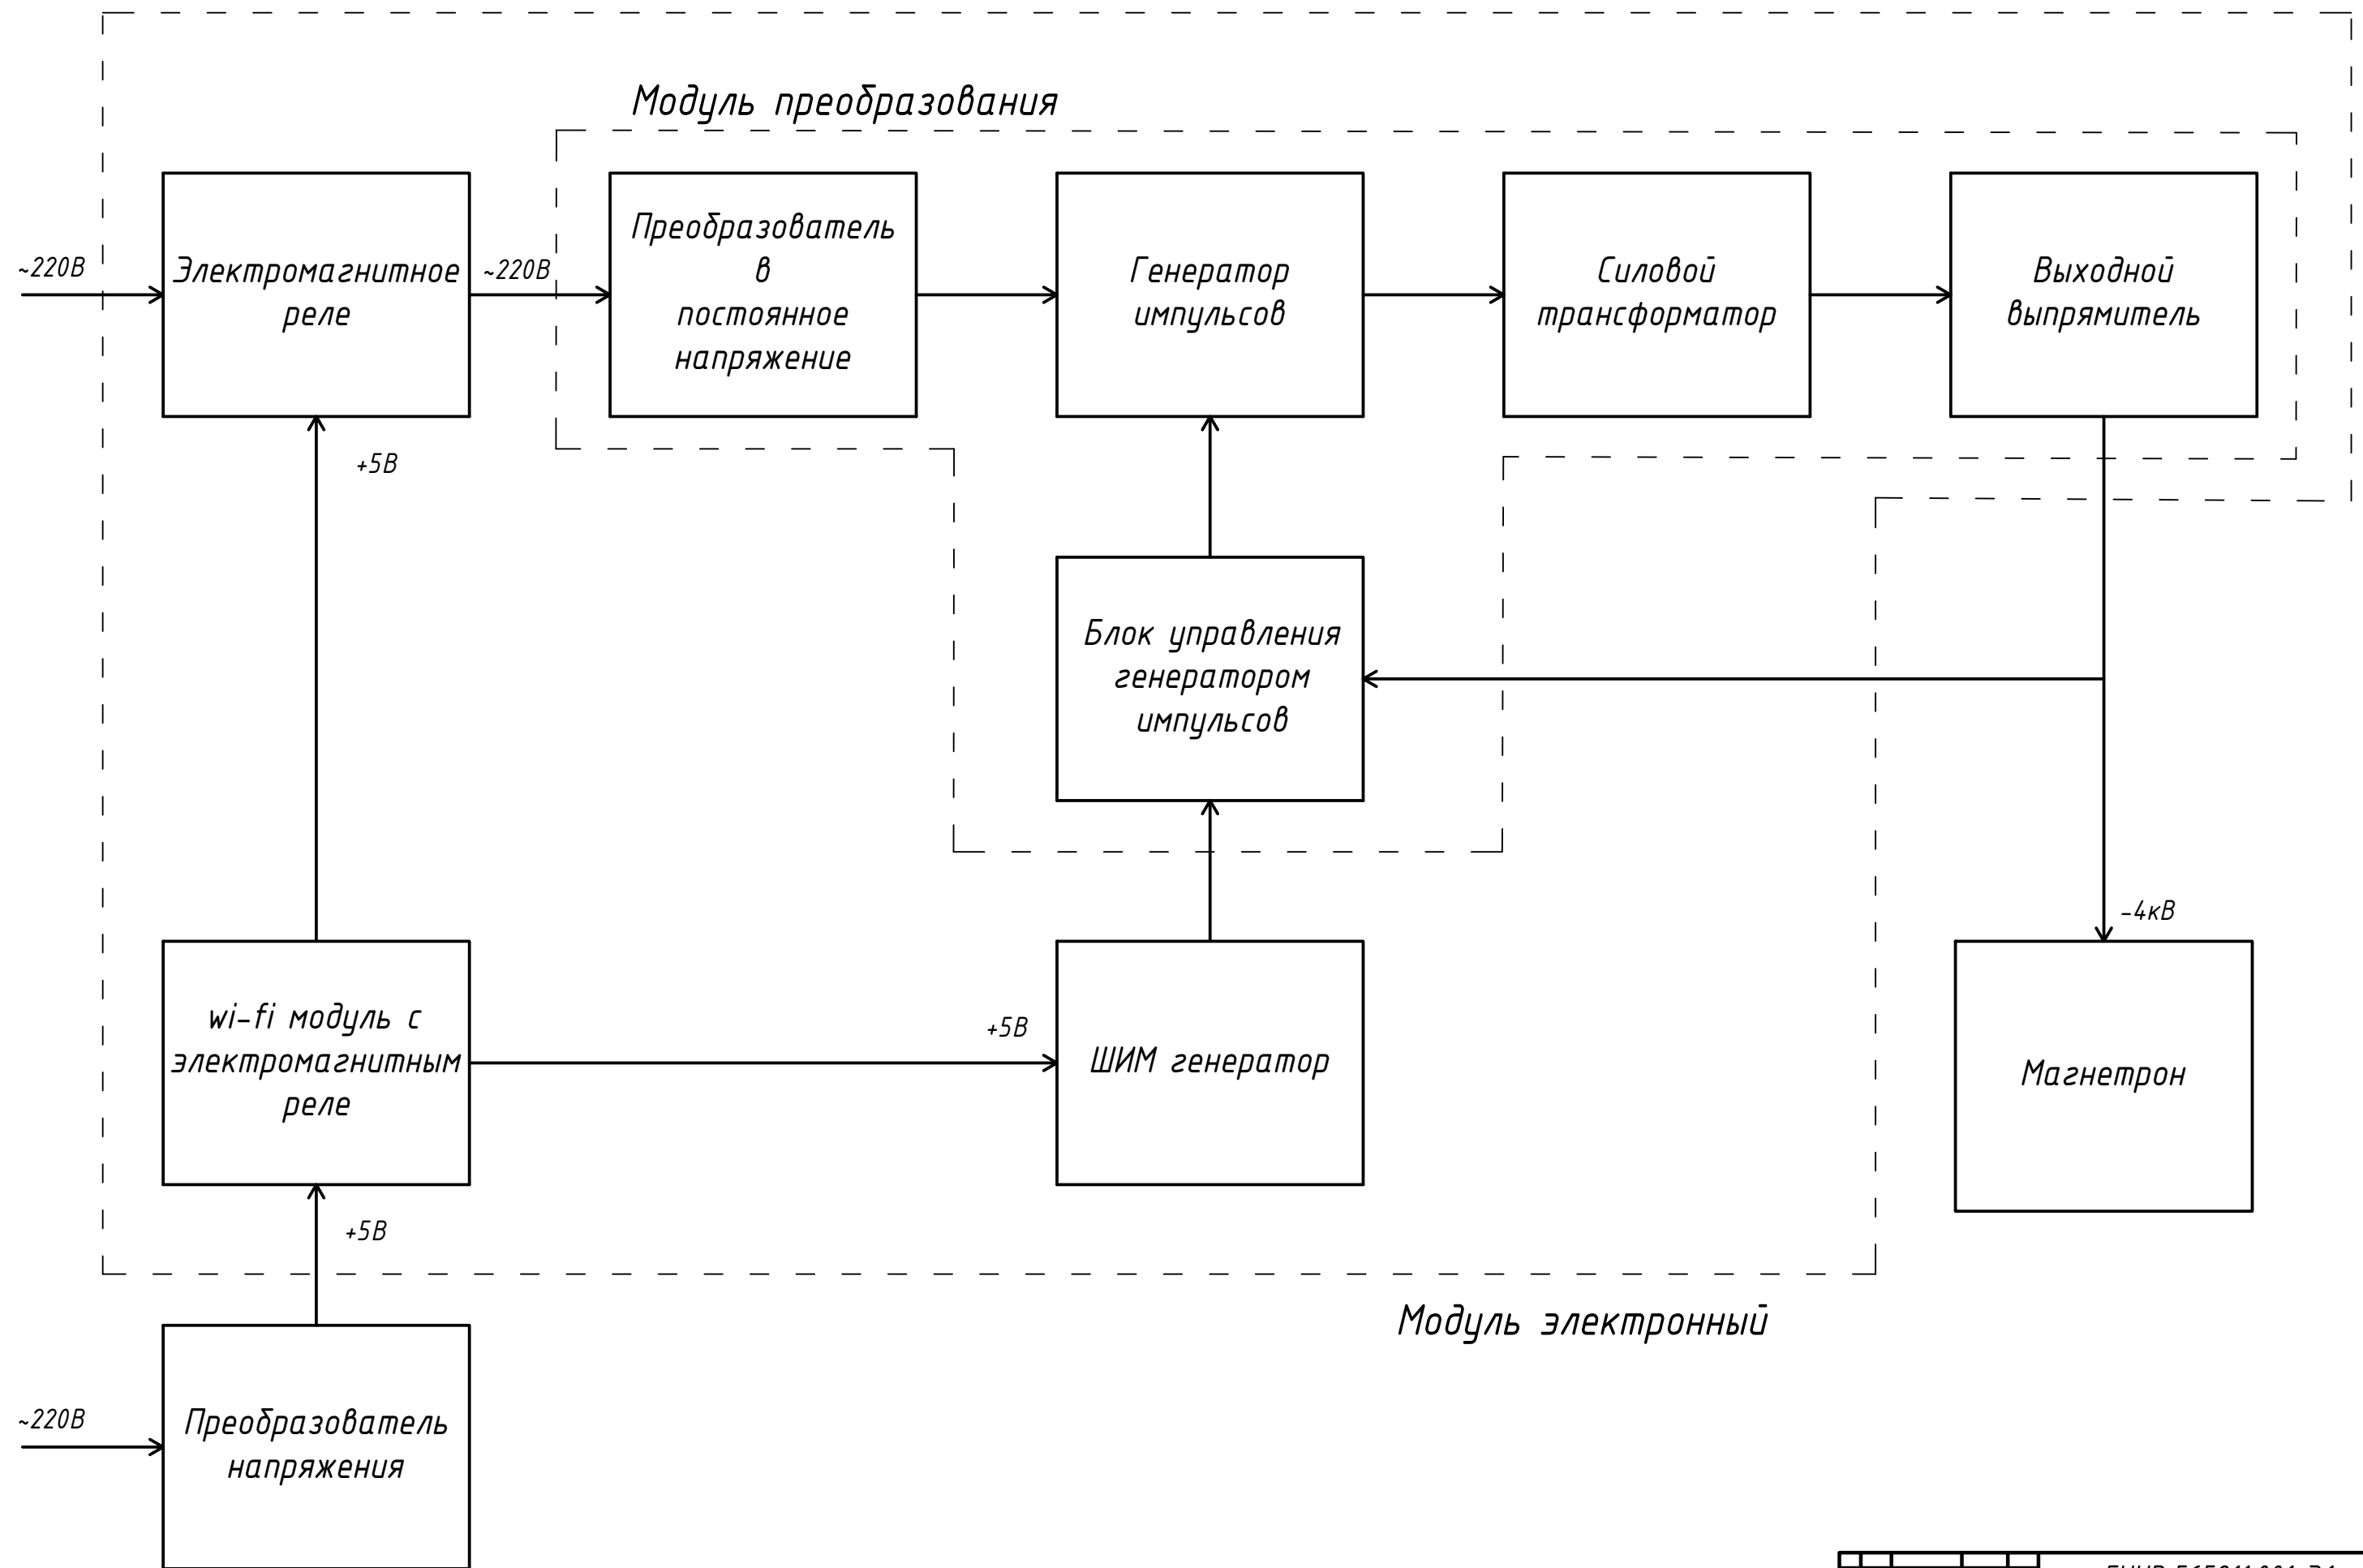 Модуль преобразования
~220В
Электромагнитное
реле
~220В
Преобразователь
в
постоянное
напряжение
Генератор
импульсов
Силовой
трансформатор
Выходной
выпрямитель
+5В
Блок управления
генератором
импульсов
-4кВ
wi-fi модуль с
электромагнитным
реле
+5В
ШИМ генератор
Магнетрон
+5В
Модуль электронный
~220В
Преобразователь
напряжения